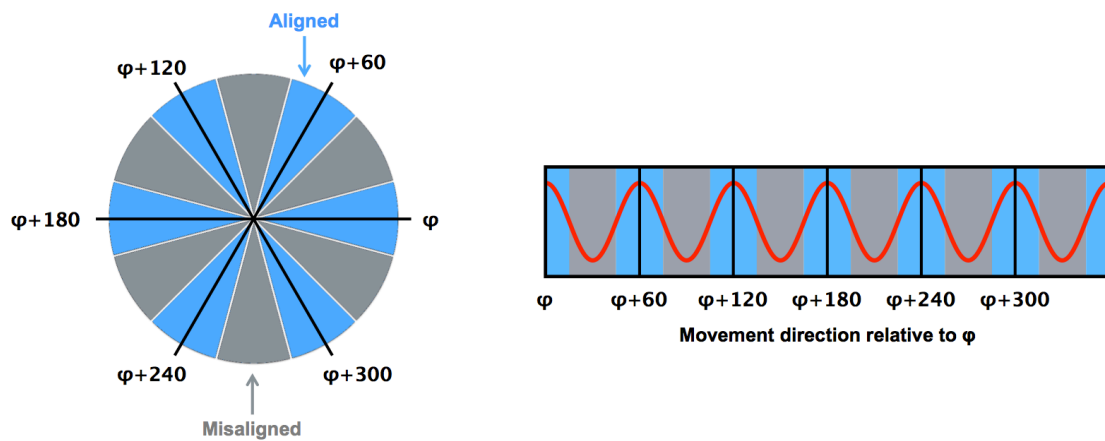 Aligned
φ+120
φ+60
φ+180
φ
φ+240
φ+300
Misaligned
φ
φ+60
φ+120
φ+180
φ+240
φ+300
Movement direction relative to φ